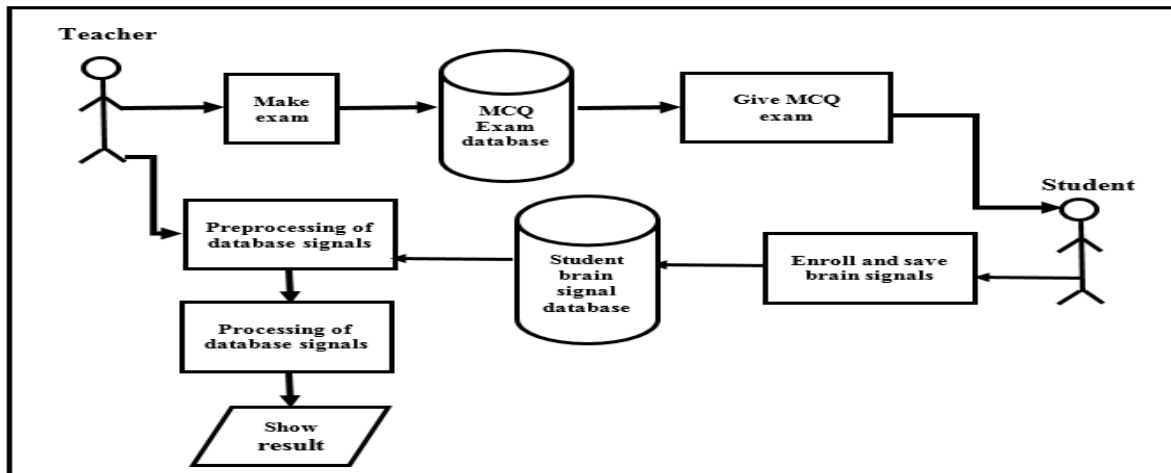 Teacher
Make
exam
MCQ
Exam
database
Give MCQ
exam
Student
Preprocessing of
database signals
Student
brain
signal
database
Enroll and save
brain signals
Processing of
database signals
Show
result